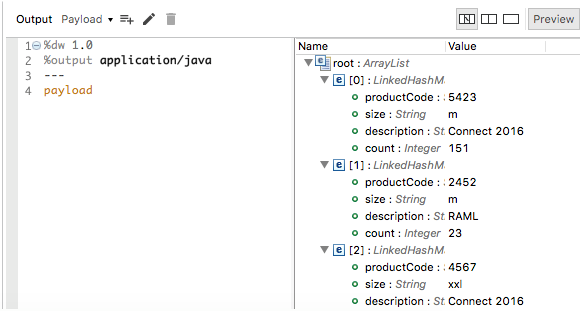 Output Payload Preview
1 %dw 1.0
2 %output application/java
3 ---
4 payload
Name Value
root : ArrayList
[0] : LinkedHashM
productCode : 5423
size : String m
description : St Connect 2016
count : Integer 151
[1] : LinkedHashM
productCode : 2452
size : String m
description : St RAML
count : Integer 23
[2] : LinkedHashM
productCode : 4567
size : String xxl
description : St Connect 2016